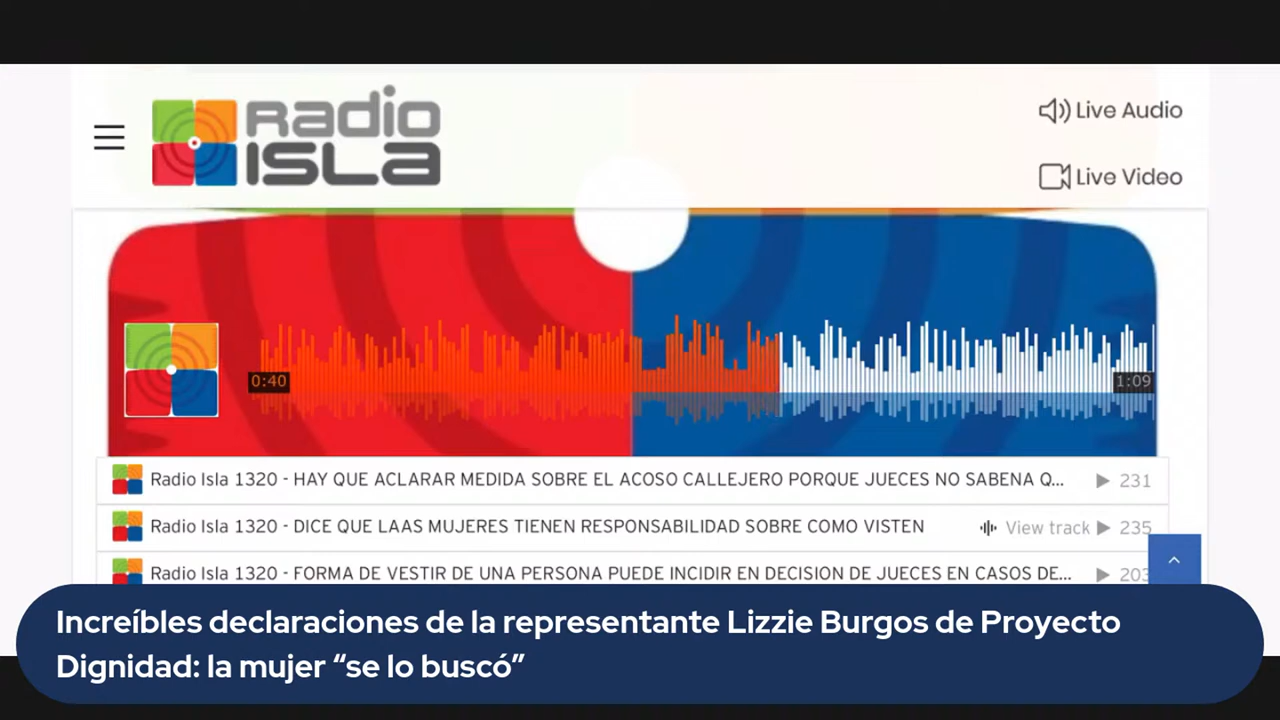 Radio
ISLa
Live Audio
Live Video
0:40
1:09
Radio Isla 1320 - HAY QUE ACLARAR MEDIDA SOBRE EL ACOSO CALLEJERO PORQUE JUECES NO SABENA Q...
231
Radio Isla 1320 - DICE QUE LAAS MUJERES TIENEN RESPONSABILIDAD SOBRE COMO VISTEN
View track
235
Radio Isla 1320 - FORMA DE VESTIR DE UNA PERSONA PUEDE INCIDIR EN DECISION DE JUECES EN CASOS DE...
203
Increíbles declaraciones de la representante Lizzie Burgos de Proyecto
Dignidad: la mujer “se lo buscó”